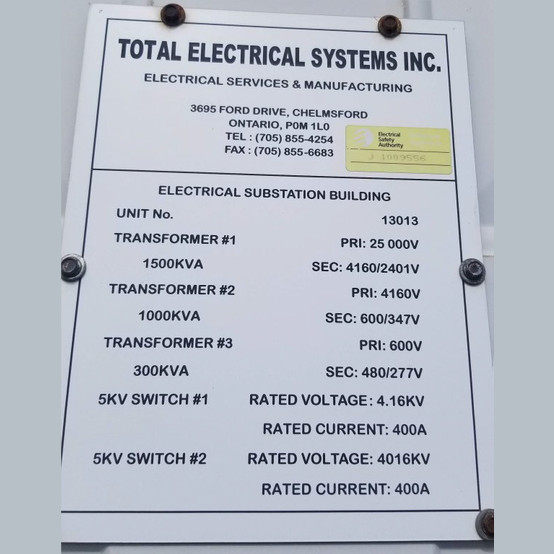 TOTAL ELECTRICAL SYSTEMS INC.
ELECTRICAL SERVICES & MANUFACTURING
3695 FORD DRIVE, CHELMSFORD
ONTARIO, P0M 1L0
TEL : (705) 855-4254
FAX : (705) 855-6683
Electrical
Safety
Authority
J 1009556
ELECTRICAL SUBSTATION BUILDING
UNIT No. 13013
TRANSFORMER #1 PRI: 25 000V
1500KVA SEC: 4160/2401V
TRANSFORMER #2 PRI: 4160V
1000KVA SEC: 600/347V
TRANSFORMER #3 PRI: 600V
300KVA SEC: 480/277V
5KV SWITCH #1 RATED VOLTAGE: 4.16KV
RATED CURRENT: 400A
5KV SWITCH #2 RATED VOLTAGE: 4016KV
RATED CURRENT: 400A